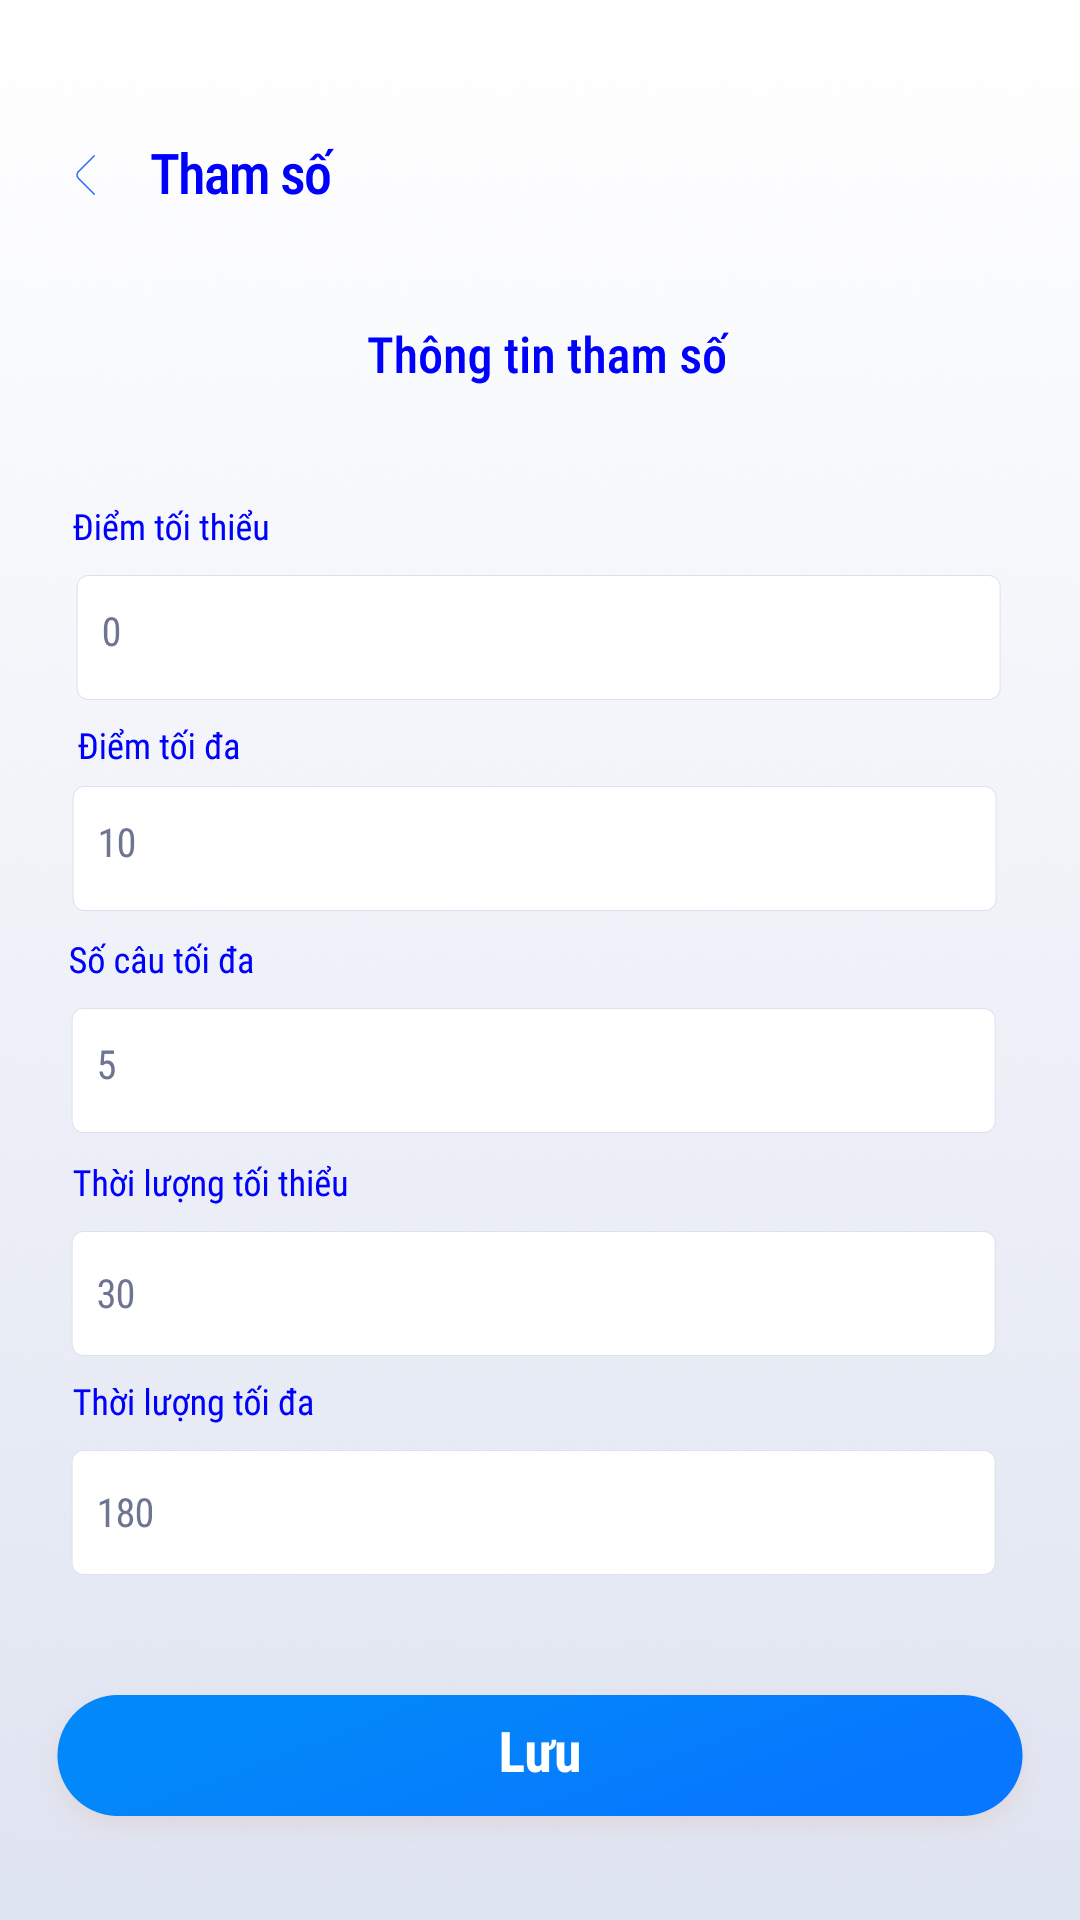 Tham số
Thông tin tham số
Điểm tối thiểu
0
Điểm tối đa
10
Số câu tối đa
5
Thời lượng tối thiểu
30
Thời lượng tối đa
180
Lưu